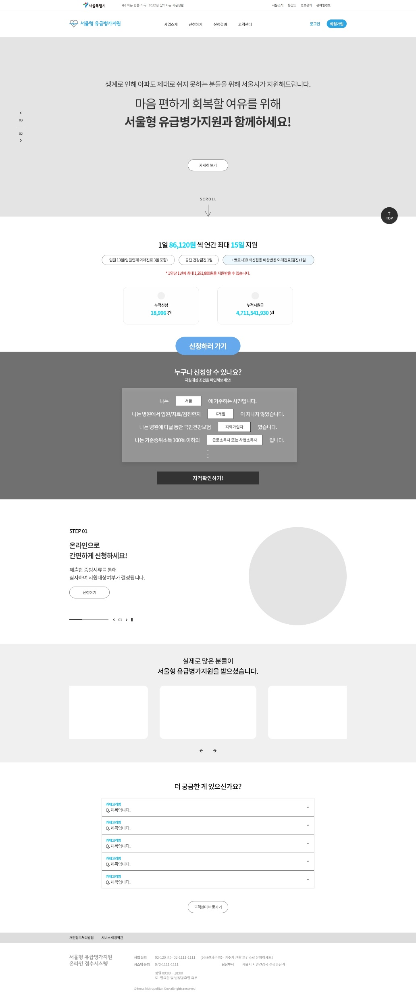 서울특별시
아는 만큼 이득! 2022년 달라지는 서울생활
서울소식 응답소 정보공개 분야별정보
서울형 유급병가지원
사업소개 신청하기 신청결과 고객센터
로그인 회원가입
생계로 인해 아파도 제대로 쉬지 못하는 분들을 위해 서울시가 지원해드립니다.
마음 편하게 회복할 여유를 위해
서울형 유급병가지원과 함께하세요!
03
02
자세히 보기
SCROLL
TOP
1일 86,120원 씩 연간 최대 15일 지원
입원 13일(입원연계 외래진료 3일 포함) 공단 건강검진 1일 + 코로나19 백신접종 이상반응 외래진료(검진) 1일
* 1인당 1년에 최대 1,291,800원을 지원받을 수 있습니다.
누적신청
18,996 건
누적지원금
4,711,541,930 원
신청하러 가기
누구나 신청할 수 있나요?
지원대상 조건을 확인해보세요!
나는 서울 에 거주하는 시민입니다.
나는 병원에서 입원/치료/검진한지 6개월 이 지나지 않았습니다.
나는 병원에 다닐 동안 국민건강보험 지역가입자 였습니다.
나는 기준중위소득 100% 이하의 근로소득자 또는 사업소득자 입니다.
자격확인하기!
STEP 01
온라인으로
간편하게 신청하세요!
제출한 증빙서류를 통해
심사하여 지원대상여부가 결정됩니다.
신청하기
01
실제로 많은 분들이
서울형 유급병가지원을 받으셨습니다.
더 궁금한 게 있으신가요?
카테고리명
Q. 제목입니다.
카테고리명
Q. 제목입니다.
카테고리명
Q. 제목입니다.
카테고리명
Q. 제목입니다.
카테고리명
Q. 제목입니다.
고객센터 바로가기
개인정보처리방침 서비스 이용약관
서울형 유급병가지원
온라인 접수시스템
사업 문의 02-120 또는 02-1111-1111 (심사결과문의는 거주지 관할 보건소로 문의하세요)
시스템 문의 070-1111-1111 담당부서 서울시 시민건강국 건강증진과
평일 09:00 ~ 18:00
토·일요일 및 법정공휴일 휴무
©Seoul Metropolitan Gov all rights reserved